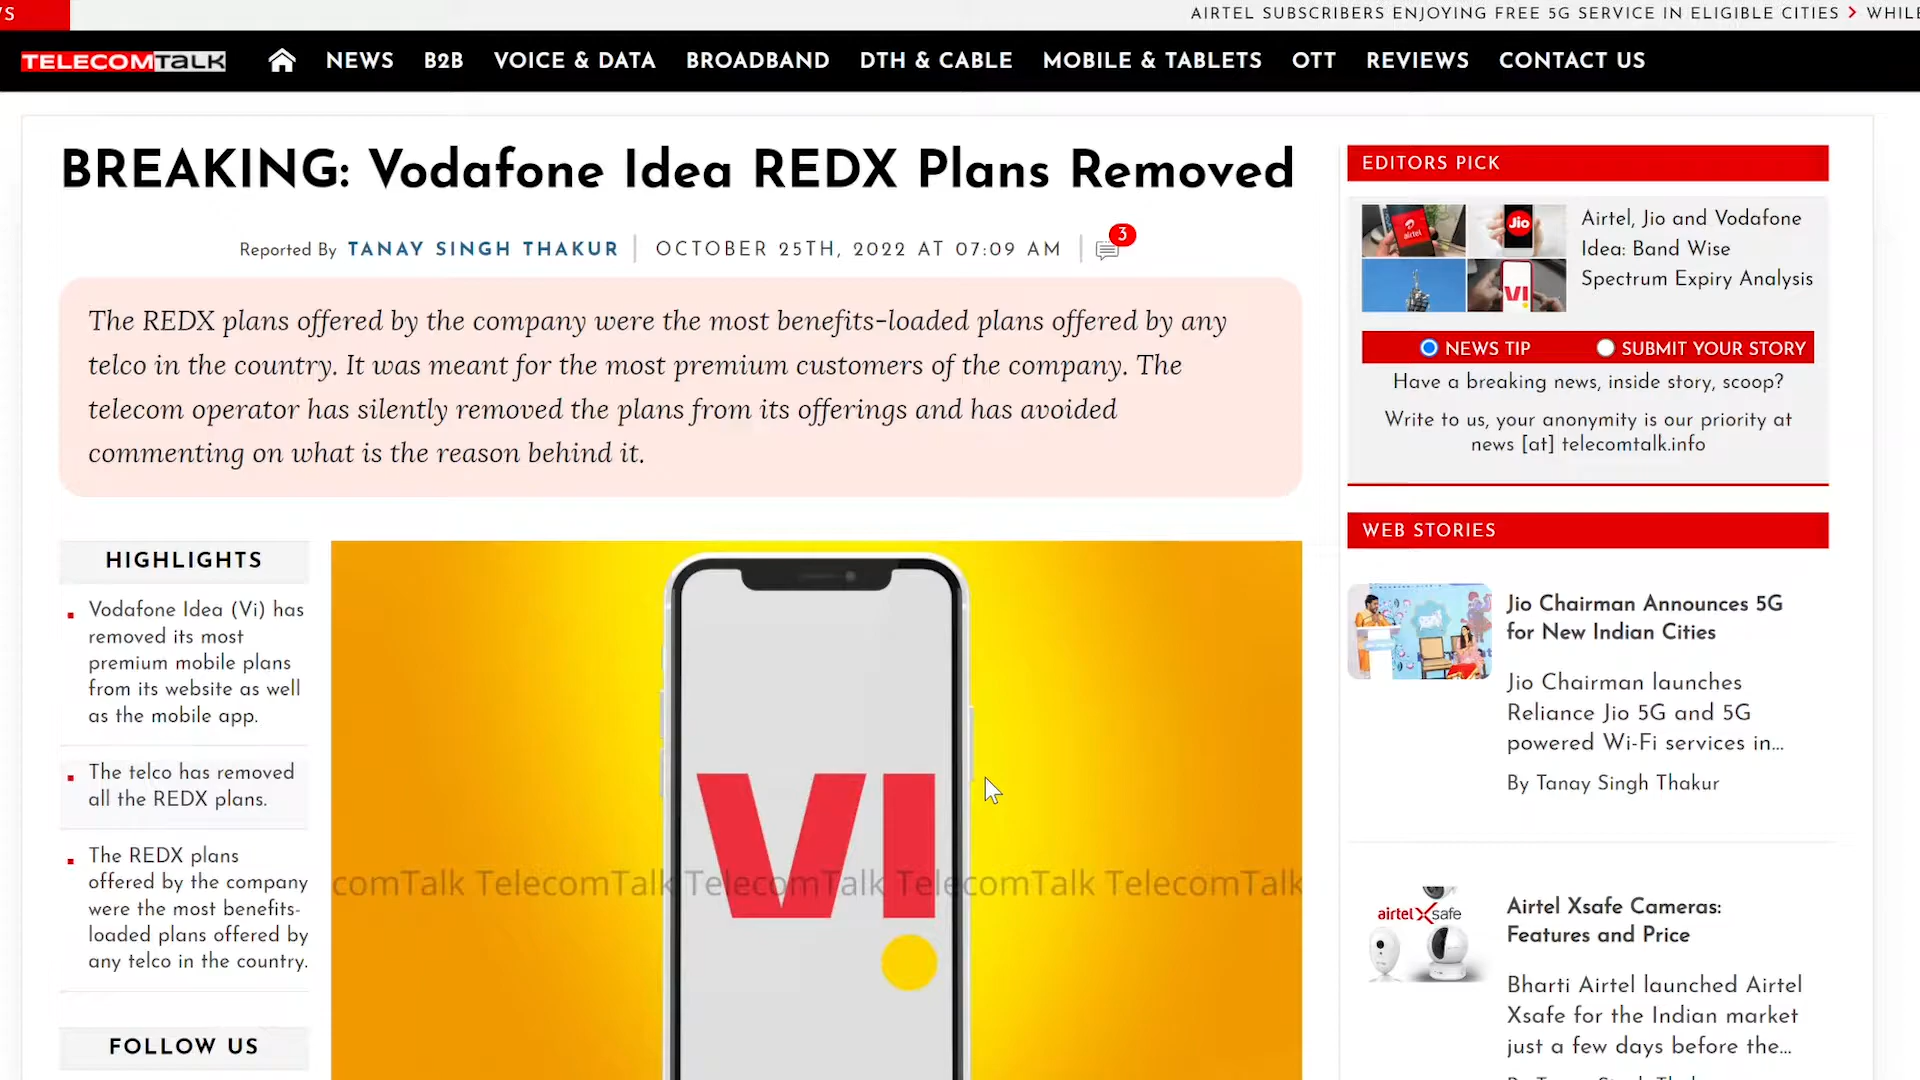 AIRTEL SUBSCRIBERS ENJOYING FREE 5G SERVICE IN ELIGIBLE CITIES > WHILE
TELECOMTALK
NEWS B2B VOICE & DATA BROADBAND DTH & CABLE MOBILE & TABLETS OTT REVIEWS CONTACT US
BREAKING: Vodafone Idea REDX Plans Removed
Reported By TANAY SINGH THAKUR | OCTOBER 25TH, 2022 AT 07:09 AM | 3
The REDX plans offered by the company were the most benefits-loaded plans offered by any
telco in the country. It was meant for the most premium customers of the company. The
telecom operator has silently removed the plans from its offerings and has avoided
commenting on what is the reason behind it.
HIGHLIGHTS
Vodafone Idea (Vi) has
removed its most
premium mobile plans
from its website as well
as the mobile app.
The telco has removed
all the REDX plans.
The REDX plans
offered by the company
were the most benefits-
loaded plans offered by
any telco in the country.
FOLLOW US
VI
comTalk TelecomTalk TelecomTalk TelecomTalk TelecomTalk
EDITORS PICK
airtel
Jio
VI
Airtel, Jio and Vodafone
Idea: Band Wise
Spectrum Expiry Analysis
NEWS TIP SUBMIT YOUR STORY
Have a breaking news, inside story, scoop?
Write to us, your anonymity is our priority at
news [at] telecomtalk.info
WEB STORIES
Jio Chairman Announces 5G
for New Indian Cities
Jio Chairman launches
Reliance Jio 5G and 5G
powered Wi-Fi services in...
By Tanay Singh Thakur
airtel Xsafe
Airtel Xsafe Cameras:
Features and Price
Bharti Airtel launched Airtel
Xsafe for the Indian market
just a few days before the...